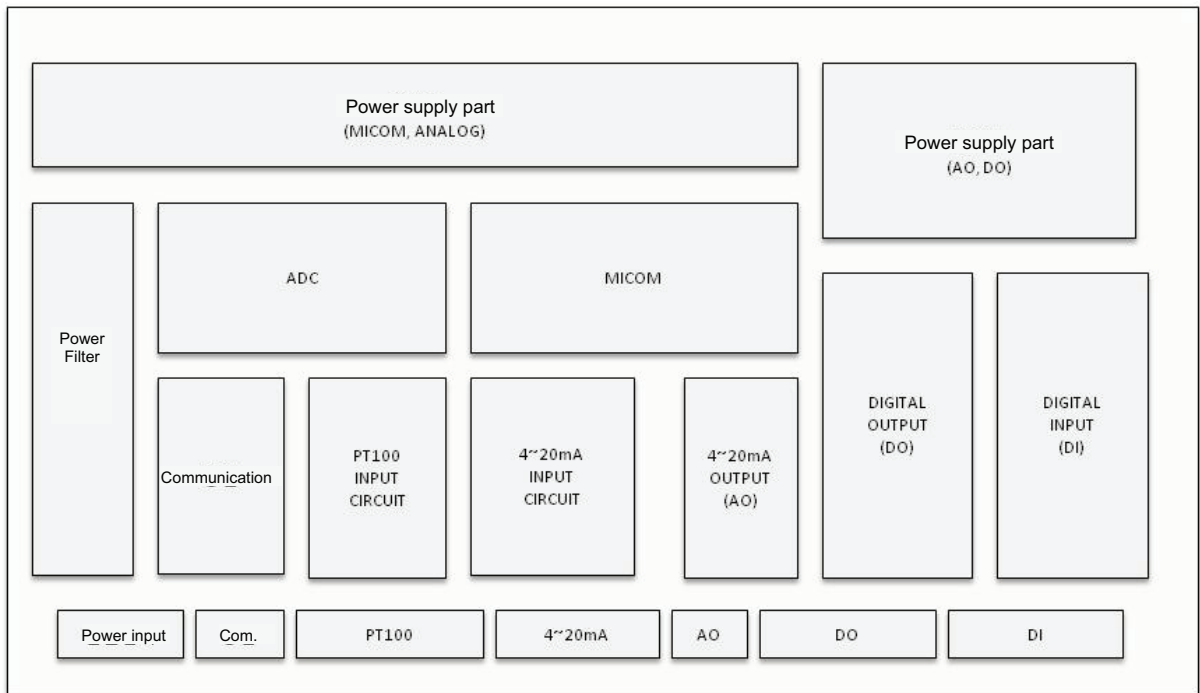 Power supply part
(MICOM, ANALOG)
Power supply part
(AO, DO)
ADC
MICOM
Power
Filter
DIGITAL
OUTPUT
(DO)
DIGITAL
INPUT
(DI)
Communication
PT100
INPUT
CIRCUIT
4~20mA
INPUT
CIRCUIT
4~20mA
OUTPUT
(AO)
Power input
Com.
PT100
4~20mA
AO
DO
DI